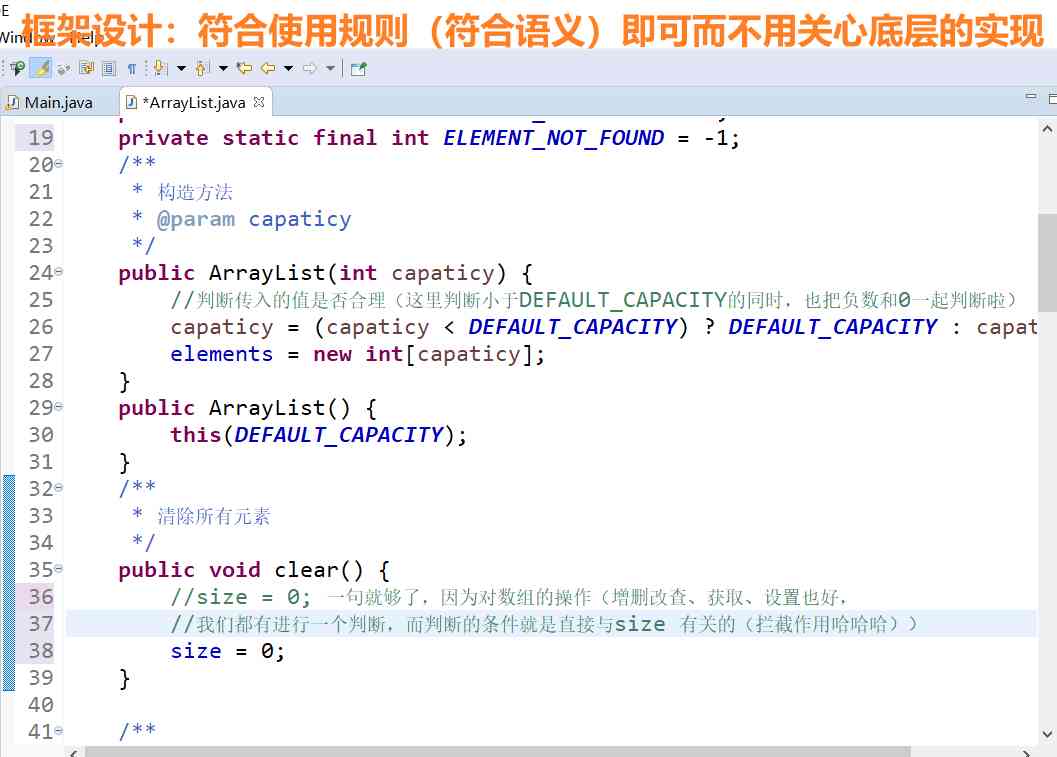 框架设计：符合使用规则（符合语义）即可而不用关心底层的实现
Window Help
Main.java *ArrayList.java
19 private static final int ELEMENT_NOT_FOUND = -1;
20 /**
21 * 构造方法
22 * @param capaticy
23 */
24 public ArrayList(int capaticy) {
25 //判断传入的值是否合理（这里判断小于DEFAULT_CAPACITY的同时，也把负数和0一起判断啦）
26 capaticy = (capaticy < DEFAULT_CAPACITY) ? DEFAULT_CAPACITY : capat
27 elements = new int[capaticy];
28 }
29 public ArrayList() {
30 this(DEFAULT_CAPACITY);
31 }
32 /**
33 * 清除所有元素
34 */
35 public void clear() {
36 //size = 0; 一句就够了，因为对数组的操作（增删改查、获取、设置也好，
37 //我们都有进行一个判断，而判断的条件就是直接与size 有关的（拦截作用哈哈哈））
38 size = 0;
39 }
40
41 /**